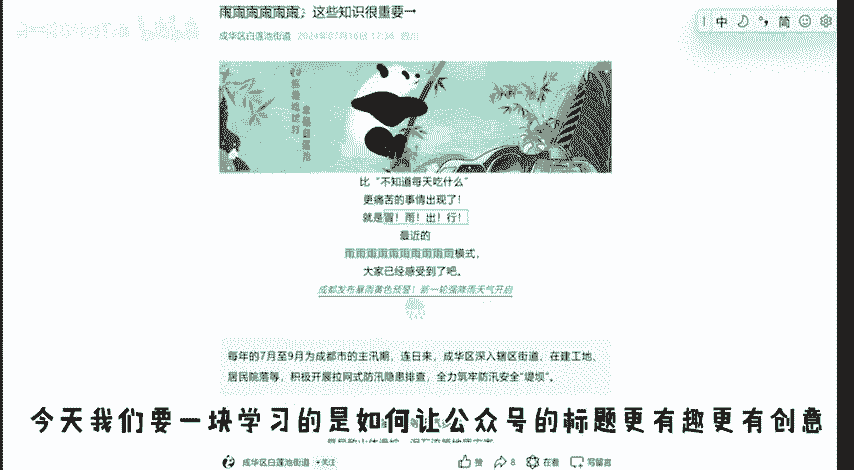 雨雨雨雨雨雨，这些知识很重要→
成华区白莲池街道 2024年07月16日 17:36
中 简
比“不知道每天吃什么”
更痛苦的事情出现了！
就是冒！雨！出！行！
最近的
雨雨雨雨雨雨雨雨雨雨模式，
大家已经感受到了吧。
成都发布暴雨黄色预警！新一轮强降雨天气开启
每年的7月至9月为成都市的主汛期，连日来，成华区深入辖区街道、在建工地、
居民院落等，积极开展拉网式防汛隐患排查，全力筑牢防汛安全“堤坝”。
今天我们要一块学习的是如何让公众号的标题更有趣更有创意
成华区白莲池街道 +关注 赞 8 在看 写留言